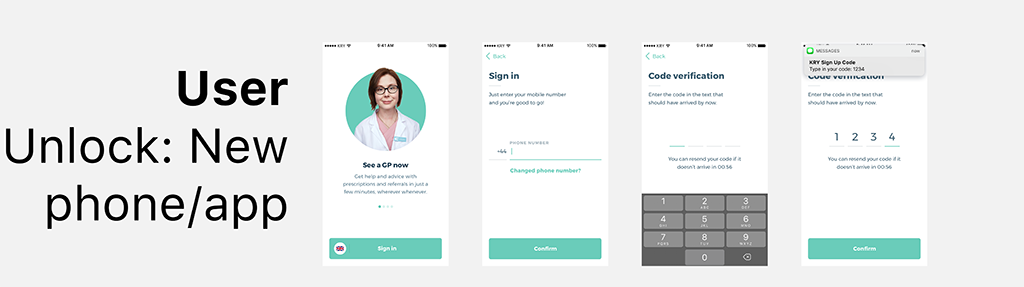 User
Unlock: New
phone/app
KRY 9:41 AM 100%
See a GP now
Get help and advice with
prescriptions and referrals in just a
few minutes, wherever whenever.
Sign in
KRY 9:41 AM 100%
Back
Sign in
Just enter your mobile number
and you're good to go!
PHONE NUMBER
+44
Changed phone number?
Confirm
KRY 9:41 AM 100%
Back
Code verification
Enter the code in the text that
should have arrived by now.
You can resend your code if it
doesn't arrive in 00:56
1 2 3
ABC DEF
4 5 6
GHI JKL MNO
7 8 9
PQRS TUV WXYZ
0
MESSAGES now
KRY Sign Up Code
Type in your code: 1234
Code verification
Enter the code in the text that
should have arrived by now.
1 2 3 4
You can resend your code if it
doesn't arrive in 00:56
Confirm